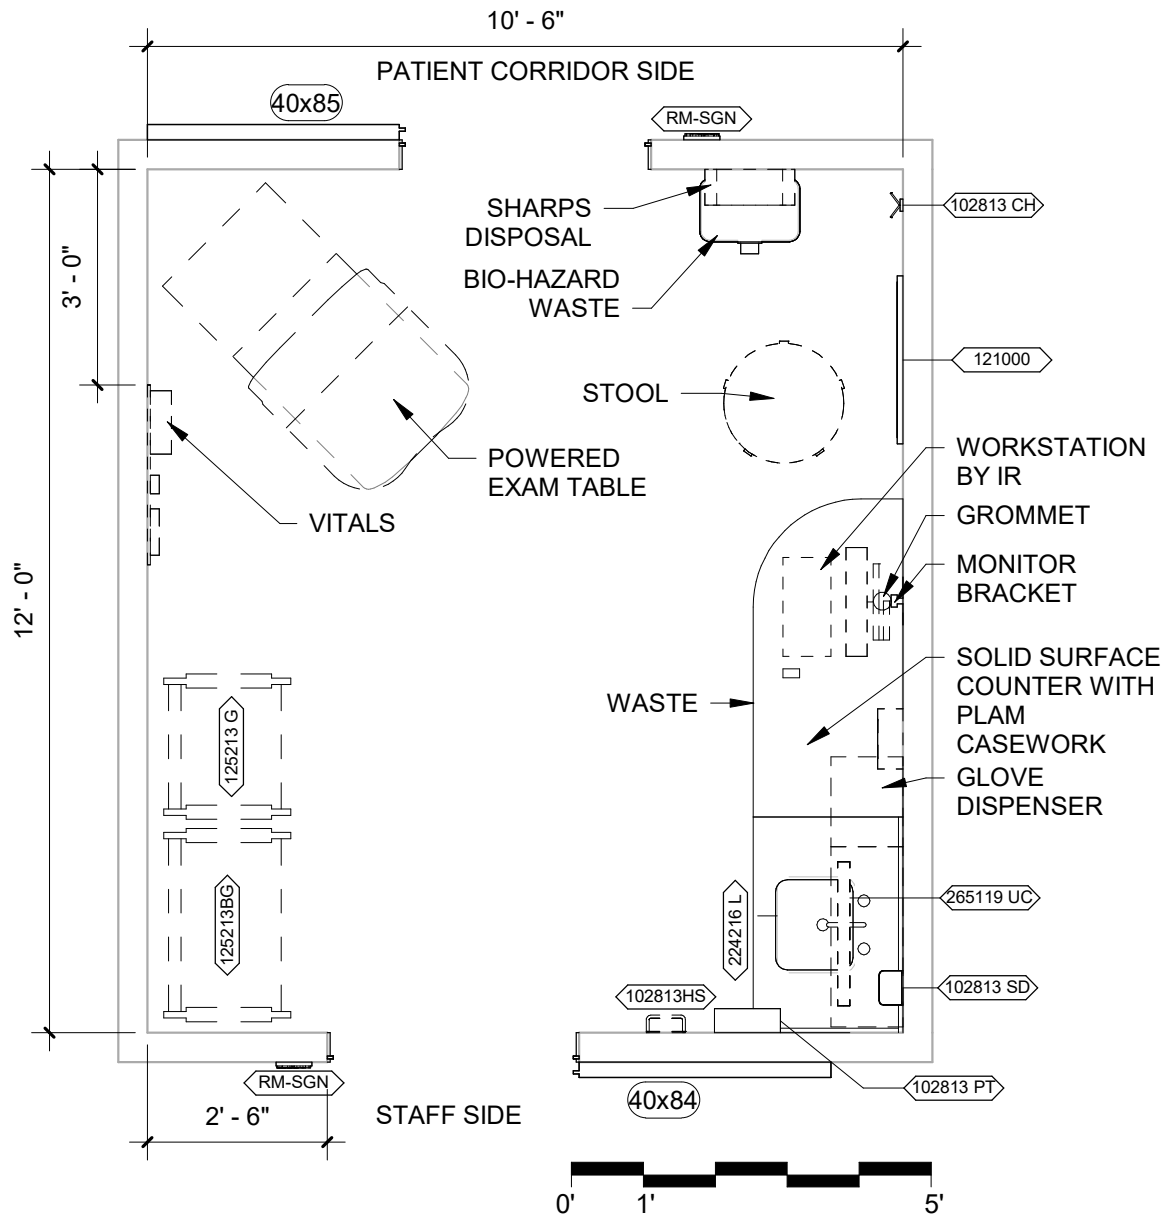 10' - 6"
PATIENT CORRIDOR SIDE
40x85
RM-SGN
SHARPS
DISPOSAL
102813 CH
3' - 0"
BIO-HAZARD
WASTE
121000
STOOL
WORKSTATION
BY IR
POWERED
EXAM TABLE
GROMMET
VITALS
MONITOR
BRACKET
12' - 0"
SOLID SURFACE
COUNTER WITH
PLAM
CASEWORK
WASTE
125213 G
GLOVE
DISPENSER
125213BG
224216 L
265119 UC
102813HS
102813 SD
RM-SGN
102813 PT
40x84
2' - 6"
STAFF SIDE
0' 1' 5'